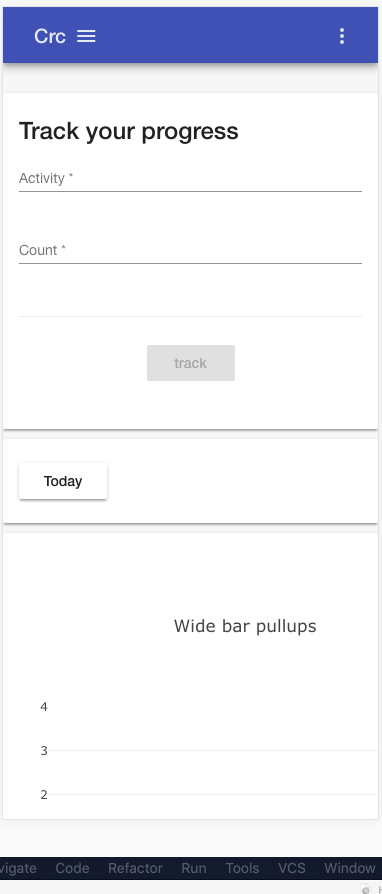 Crc
Track your progress
Activity *
Count *
track
Today
Wide bar pullups
4
3
2
Code Refactor Run Tools VCS Window